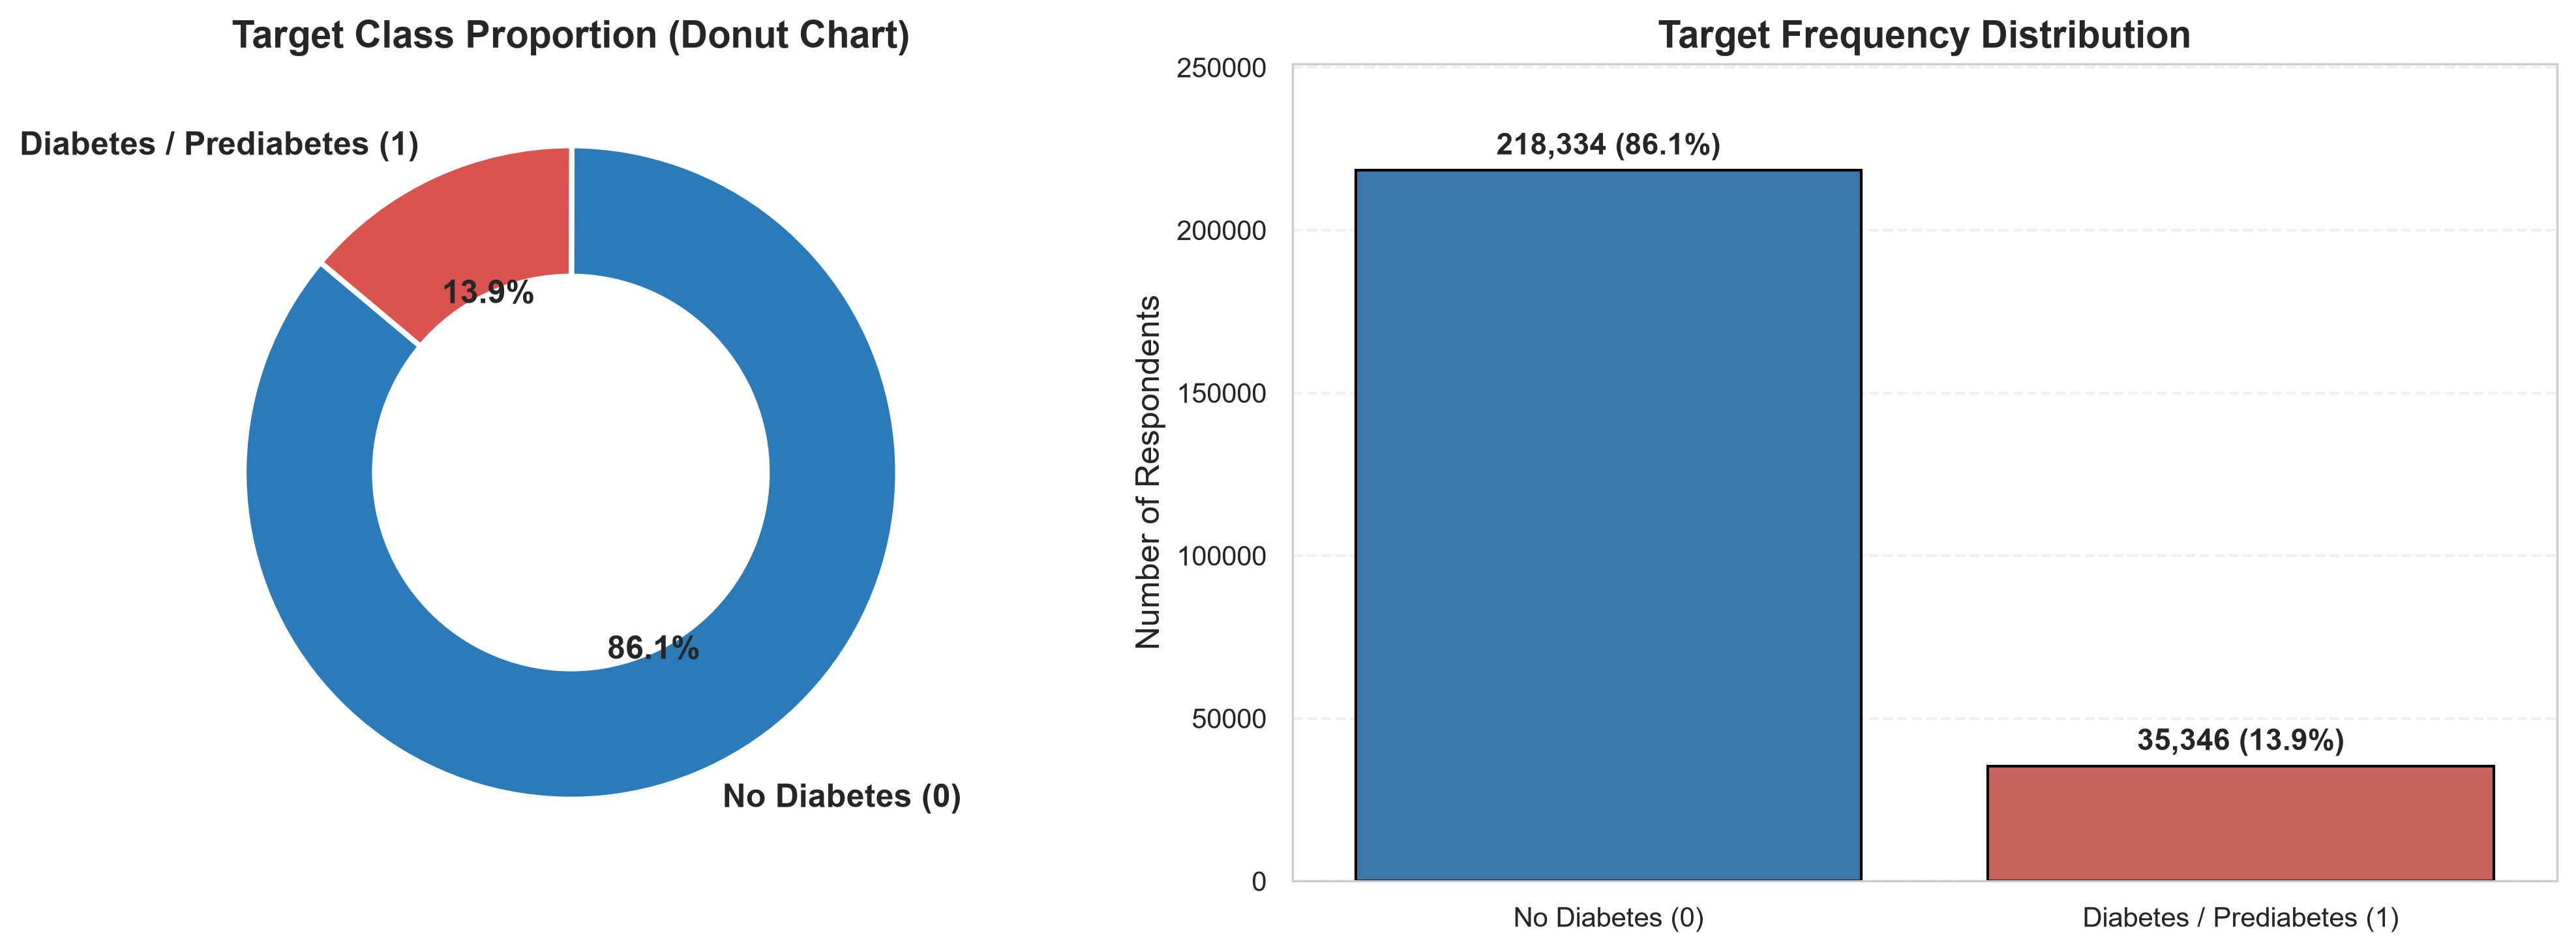 Target Class Proportion (Donut Chart)
Diabetes / Prediabetes (1)
13.9%
86.1%
No Diabetes (0)
Target Frequency Distribution
Number of Respondents
250000
200000
150000
100000
50000
0
218,334 (86.1%)
35,346 (13.9%)
No Diabetes (0)
Diabetes / Prediabetes (1)